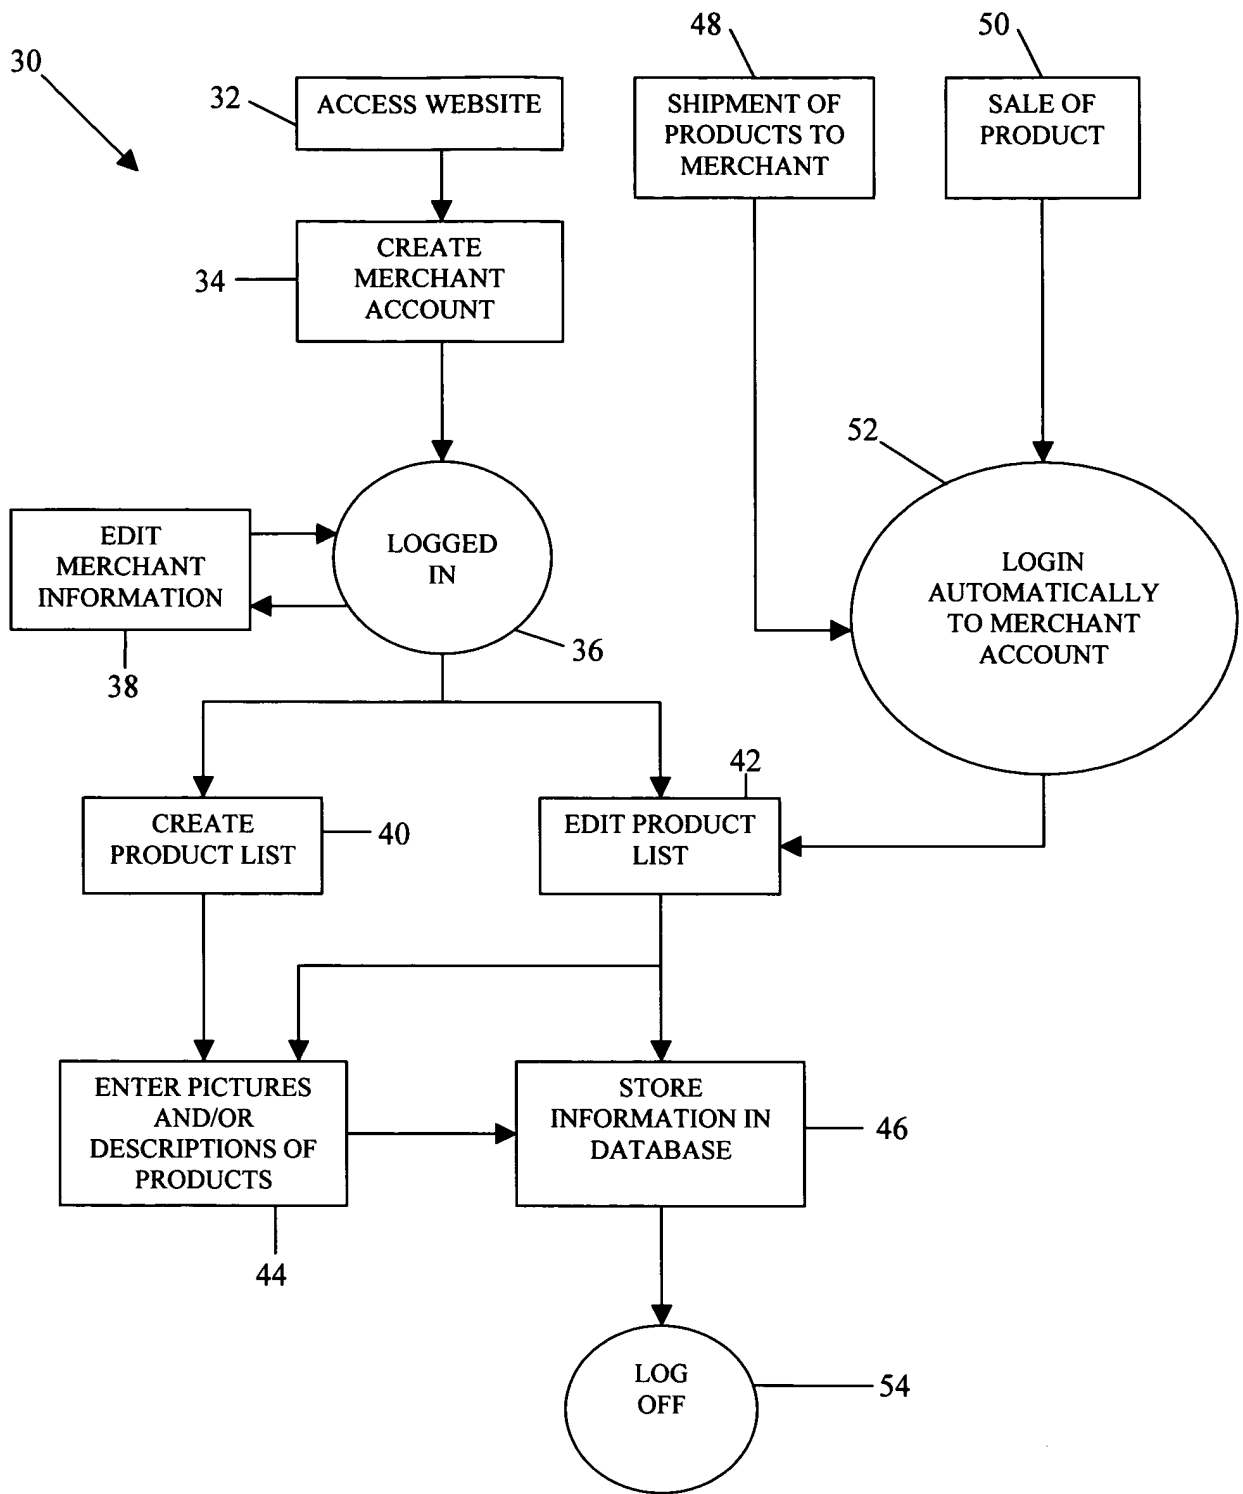 30
32
ACCESS WEBSITE
48
SHIPMENT OF
PRODUCTS TO
MERCHANT
50
SALE OF
PRODUCT
34
CREATE
MERCHANT
ACCOUNT
LOGGED
IN
36
EDIT
MERCHANT
INFORMATION
38
52
LOGIN
AUTOMATICALLY
TO MERCHANT
ACCOUNT
CREATE
PRODUCT LIST
40
42
EDIT PRODUCT
LIST
ENTER PICTURES
AND/OR
DESCRIPTIONS OF
PRODUCTS
44
STORE
INFORMATION IN
DATABASE
46
LOG
OFF
54